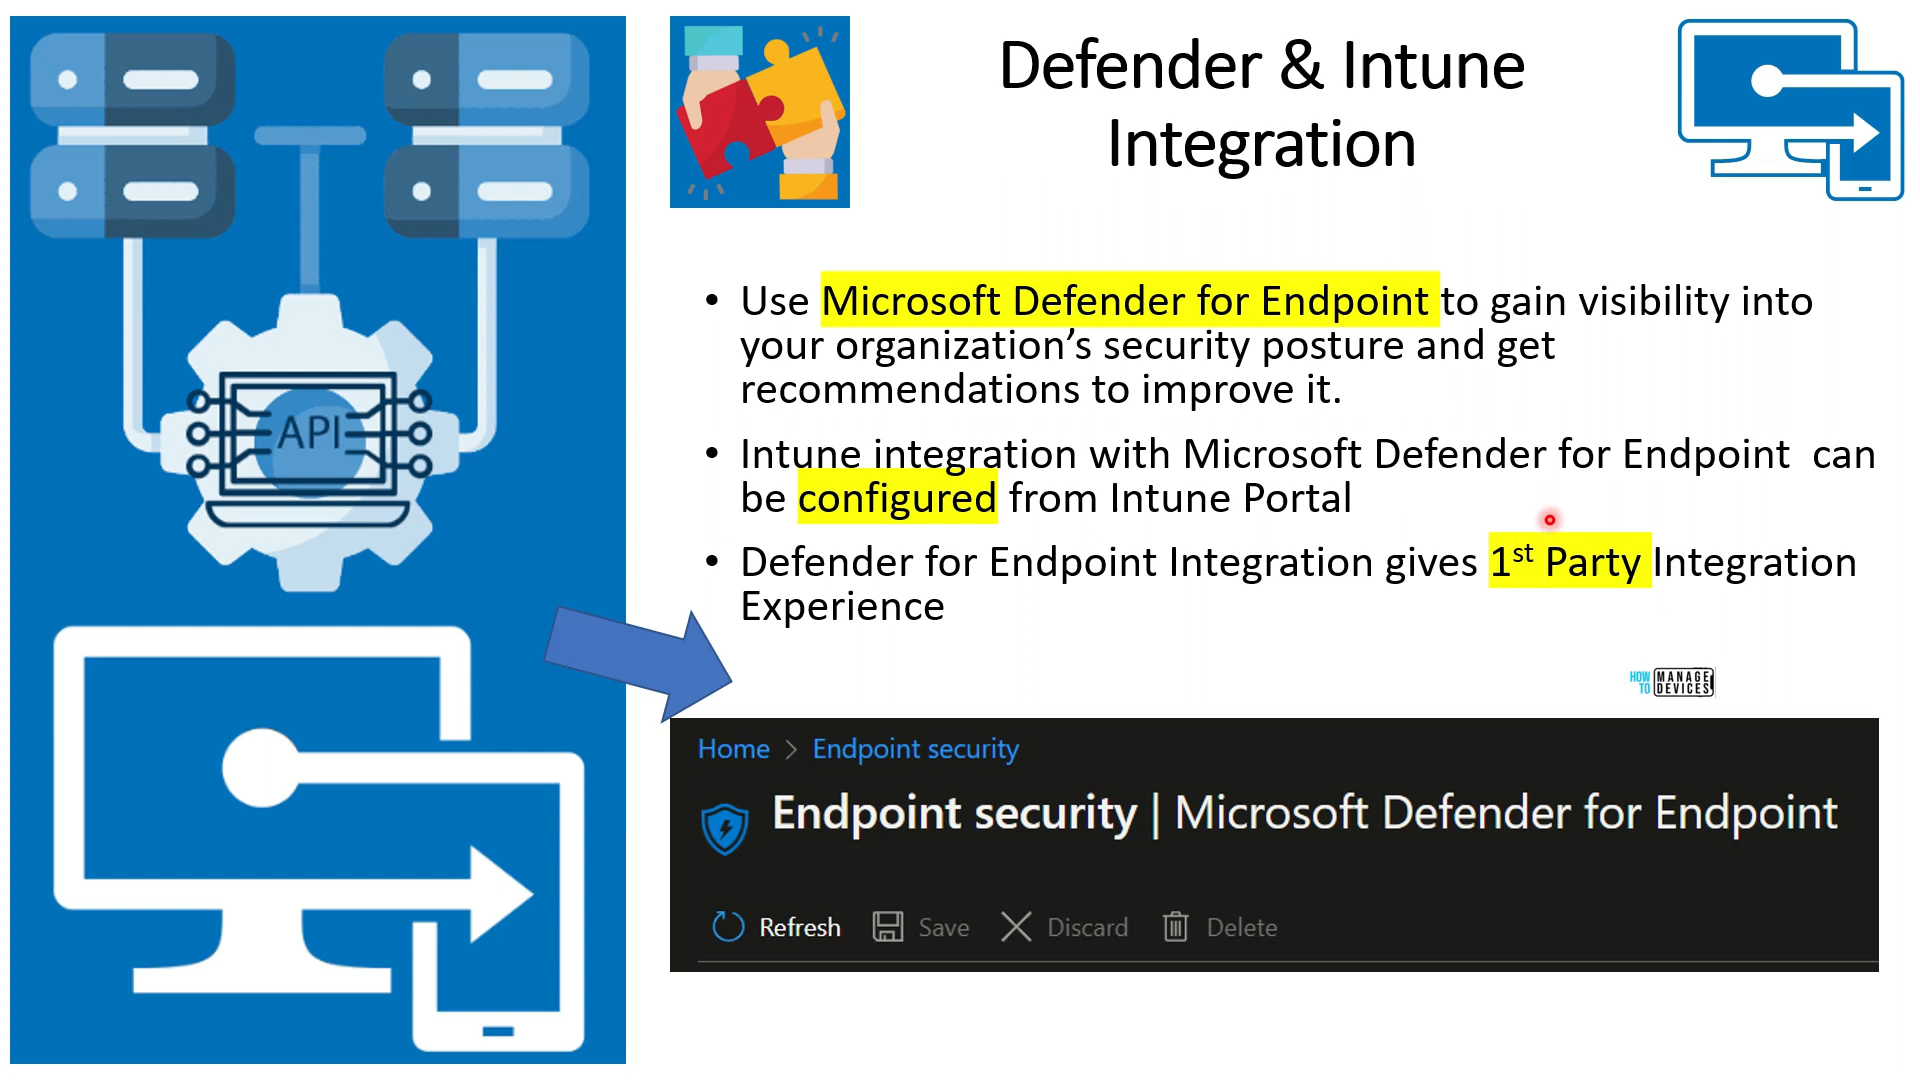 Defender & Intune
Integration
API
• Use Microsoft Defender for Endpoint to gain visibility into
your organization’s security posture and get
recommendations to improve it.
• Intune integration with Microsoft Defender for Endpoint  can
be configured from Intune Portal
• Defender for Endpoint Integration gives 1st Party Integration
Experience
HOW TO MANAGE DEVICES
Home > Endpoint security
Endpoint security | Microsoft Defender for Endpoint
Refresh Save Discard Delete